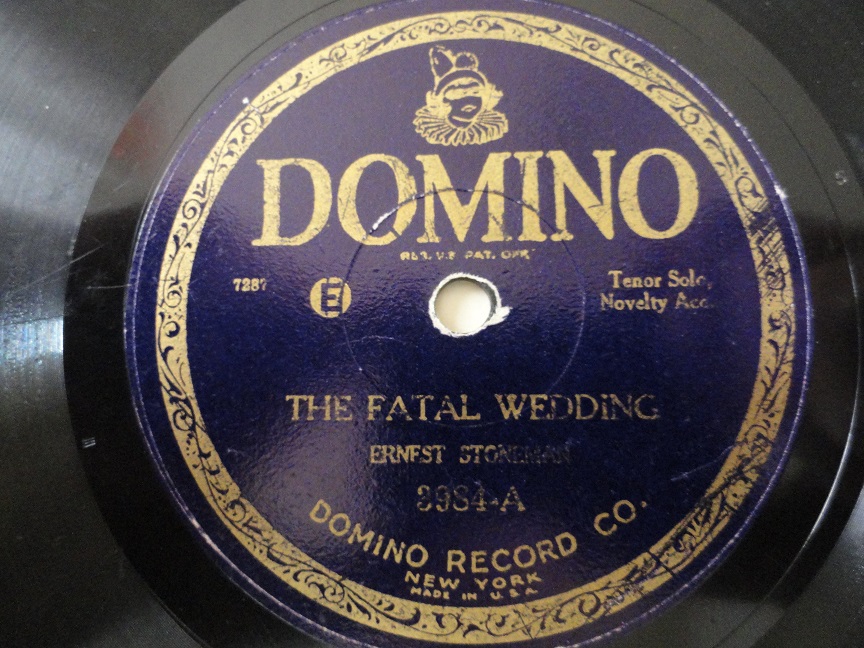 DOMINO
REG. U.S. PAT. OFF.
7287
E
Tenor Solo,
Novelty Acc.
THE FATAL WEDDING
ERNEST STONEMAN
3984-A
DOMINO RECORD CO.
NEW YORK
MADE IN U.S.A.